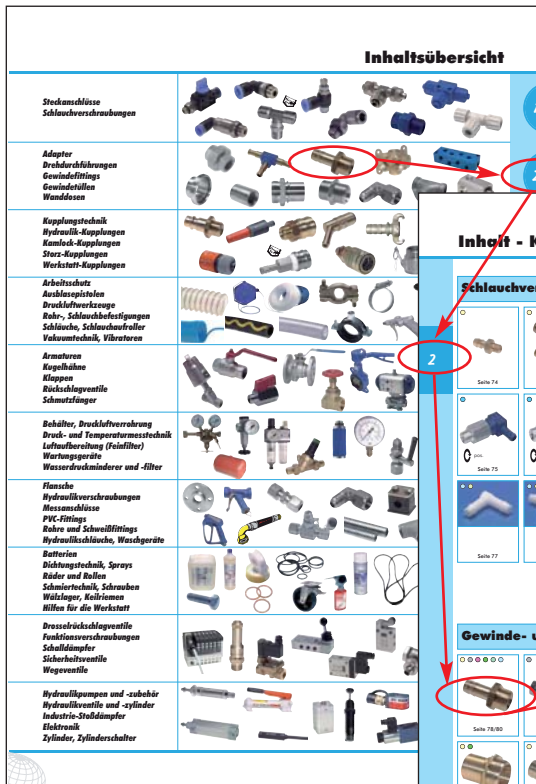 Inhaltsübersicht
Steckanschlüsse
Schlauchverschraubungen
Adapter
Drehdurchführungen
Gewindefittings
Gewindetüllen
Wanddosen
Kupplungstechnik
Hydraulik-Kupplungen
Kamlock-Kupplungen
Storz-Kupplungen
Werkstatt-Kupplungen
Arbeitsschutz
Ausblasepistolen
Druckluftwerkzeuge
Rohr-, Schlauchbefestigungen
Schläuche, Schlauchaufroller
Vakuumtechnik, Vibratoren
Armaturen
Kugelhähne
Klappen
Rückschlagventile
Schmutzfänger
Behälter, Druckluftverrohrung
Druck- und Temperaturmesstechnik
Luftaufbereitung (Feinfilter)
Wartungsgeräte
Wasserdruckminderer und -filter
Flansche
Hydraulikverschraubungen
Messanschlüsse
PVC-Fittings
Rohre und Schweißfittings
Hydraulikschläuche, Waschgeräte
Batterien
Dichtungstechnik, Sprays
Räder und Rollen
Schmiertechnik, Schrauben
Wälzlager, Keilriemen
Hilfen für die Werkstatt
Drosselrückschlagventile
Funktionsverschraubungen
Schalldämpfer
Sicherheitsventile
Wegeventile
Hydraulikpumpen und -zubehör
Hydraulikventile und -zylinder
Industrie-Stoßdämpfer
Elektronik
Zylinder, Zylinderschalter
2
Inhalt - K
Schlauchver
2
Seite 74
pos.
Seite 75
Seite 77
Gewinde- u
Seite 78/80